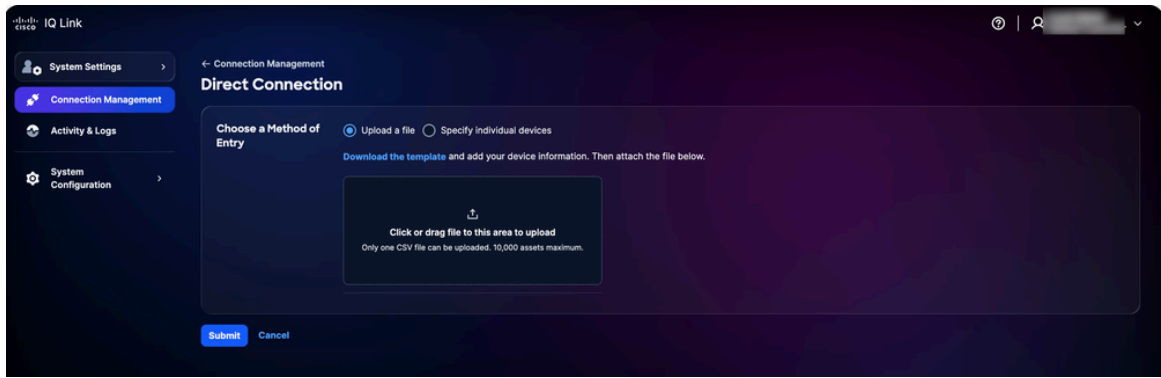 cisco IQ Link
System Settings
Connection Management
Activity & Logs
System
Configuration
← Connection Management
Direct Connection
Choose a Method of
Entry
Upload a file Specify individual devices
Download the template and add your device information. Then attach the file below.
Click or drag file to this area to upload
Only one CSV file can be uploaded. 10,000 assets maximum.
Submit Cancel